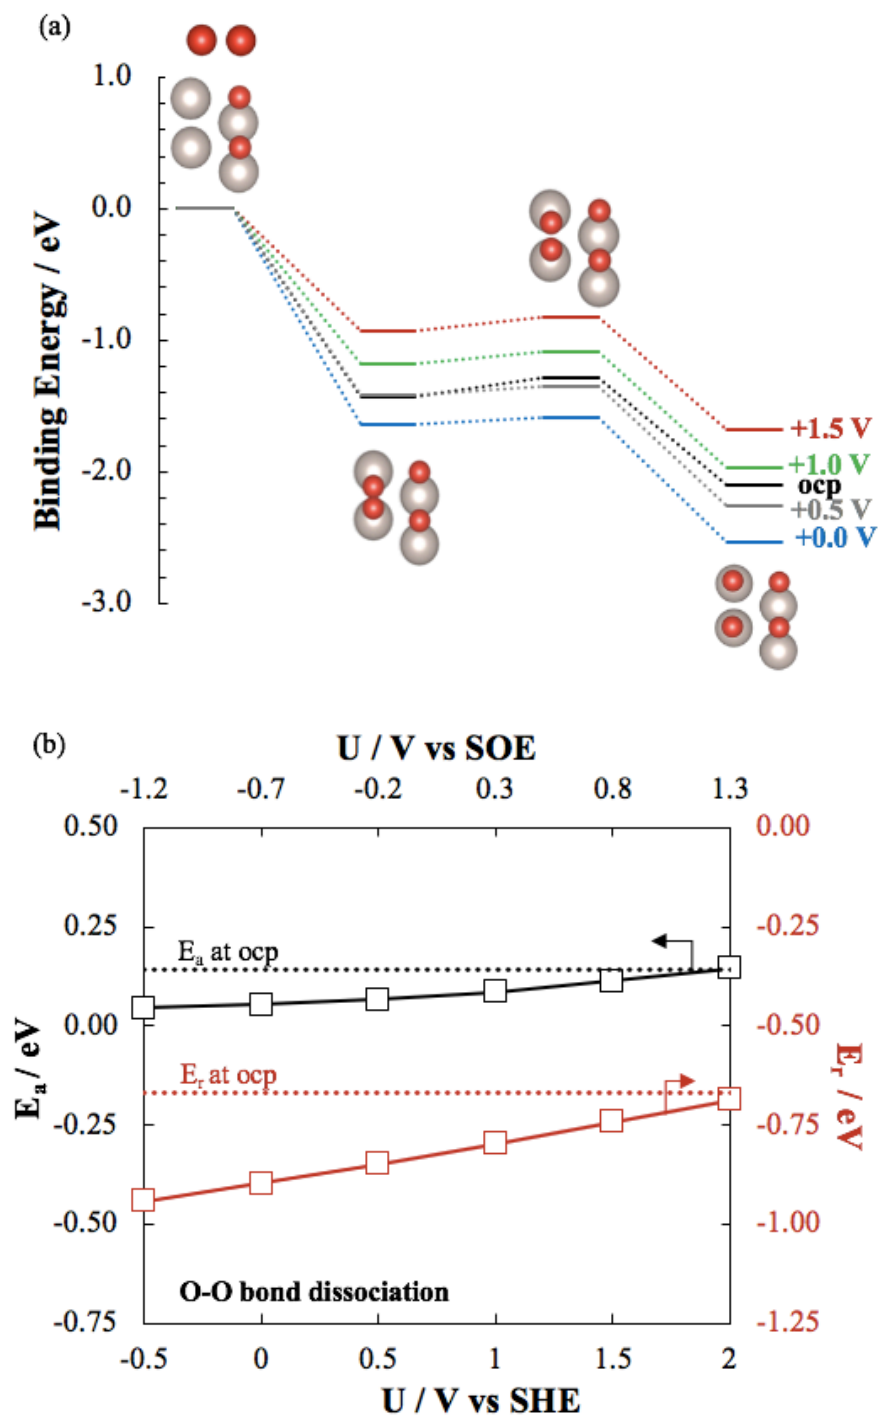 (a)
1.0
0.0
-1.0
-2.0
-3.0
Binding Energy / eV
+1.5 V
+1.0 V
ocp
+0.5 V
+0.0 V
(b)
U / V vs SOE
-1.2 -0.7 -0.2 0.3 0.8 1.3
0.50
0.25
0.00
-0.25
-0.50
-0.75
Eₐ / eV
Eₐ at ocp
Eᵣ at ocp
O-O bond dissociation
0.00
-0.25
-0.50
-0.75
-1.00
-1.25
Eᵣ / eV
-0.5 0 0.5 1 1.5 2
U / V vs SHE